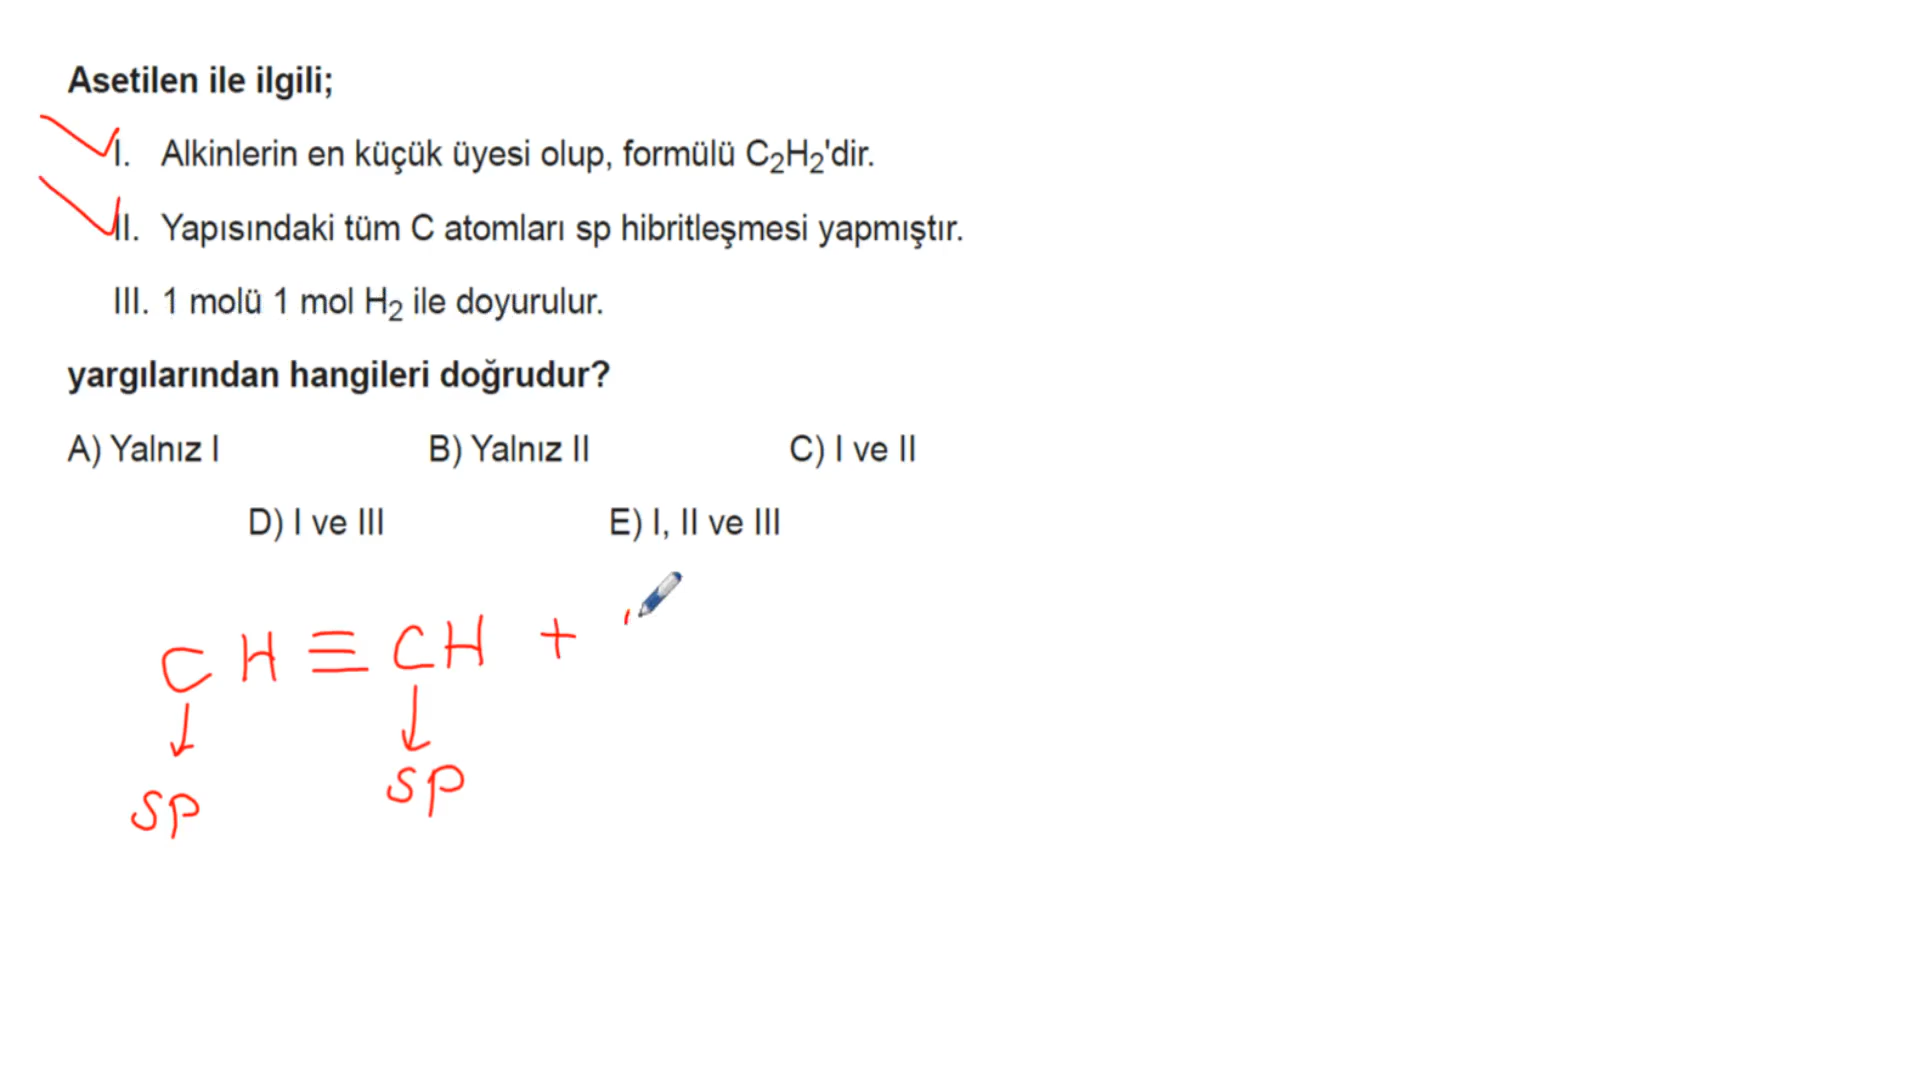 Asetilen ile ilgili;
I. Alkinlerin en küçük üyesi olup, formülü C₂H₂'dir.
II. Yapısındaki tüm C atomları sp hibritleşmesi yapmıştır.
III. 1 molü 1 mol H₂ ile doyurulur.
yargılarından hangileri doğrudur?
A) Yalnız I B) Yalnız II C) I ve II
D) I ve III E) I, II ve III
CH ≡ CH +
sp sp